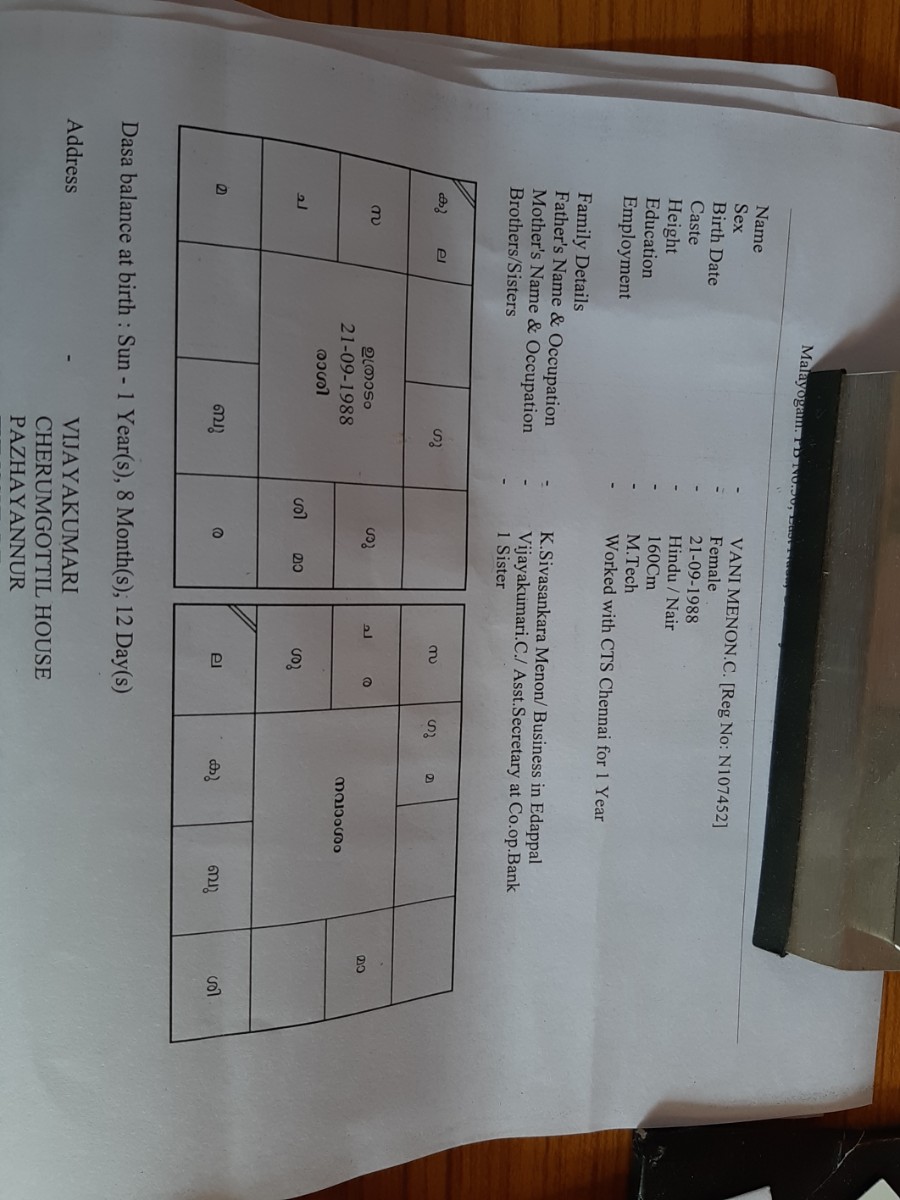 Malayogam. PB No.
Name - VANI MENON.C. [Reg No: N107452]
Sex - Female
Birth Date - 21-09-1988
Caste - Hindu / Nair
Height - 160Cm
Education - M.Tech
Employment - Worked with CTS Chennai for 1 Year
Family Details
Father's Name & Occupation - K.Sivasankara Menon/ Business in Edappal
Mother's Name & Occupation - Vijayakumari.C./ Asst.Secretary at Co.op.Bank
Brothers/Sisters - 1 Sister
കു ല ഗു
സ ശു
ഉത്രാടം
21-09-1988
രാശി
ച ശി മാ
മ ബു ര
സ ഗു മ
ച ര മാ
നവാംശം
ശു
ല കു ബു ശി
Dasa balance at birth : Sun - 1 Year(s), 8 Month(s), 12 Day(s)
Address - VIJAYAKUMARI
CHERUMGOTTIL HOUSE
PAZHAYANNUR